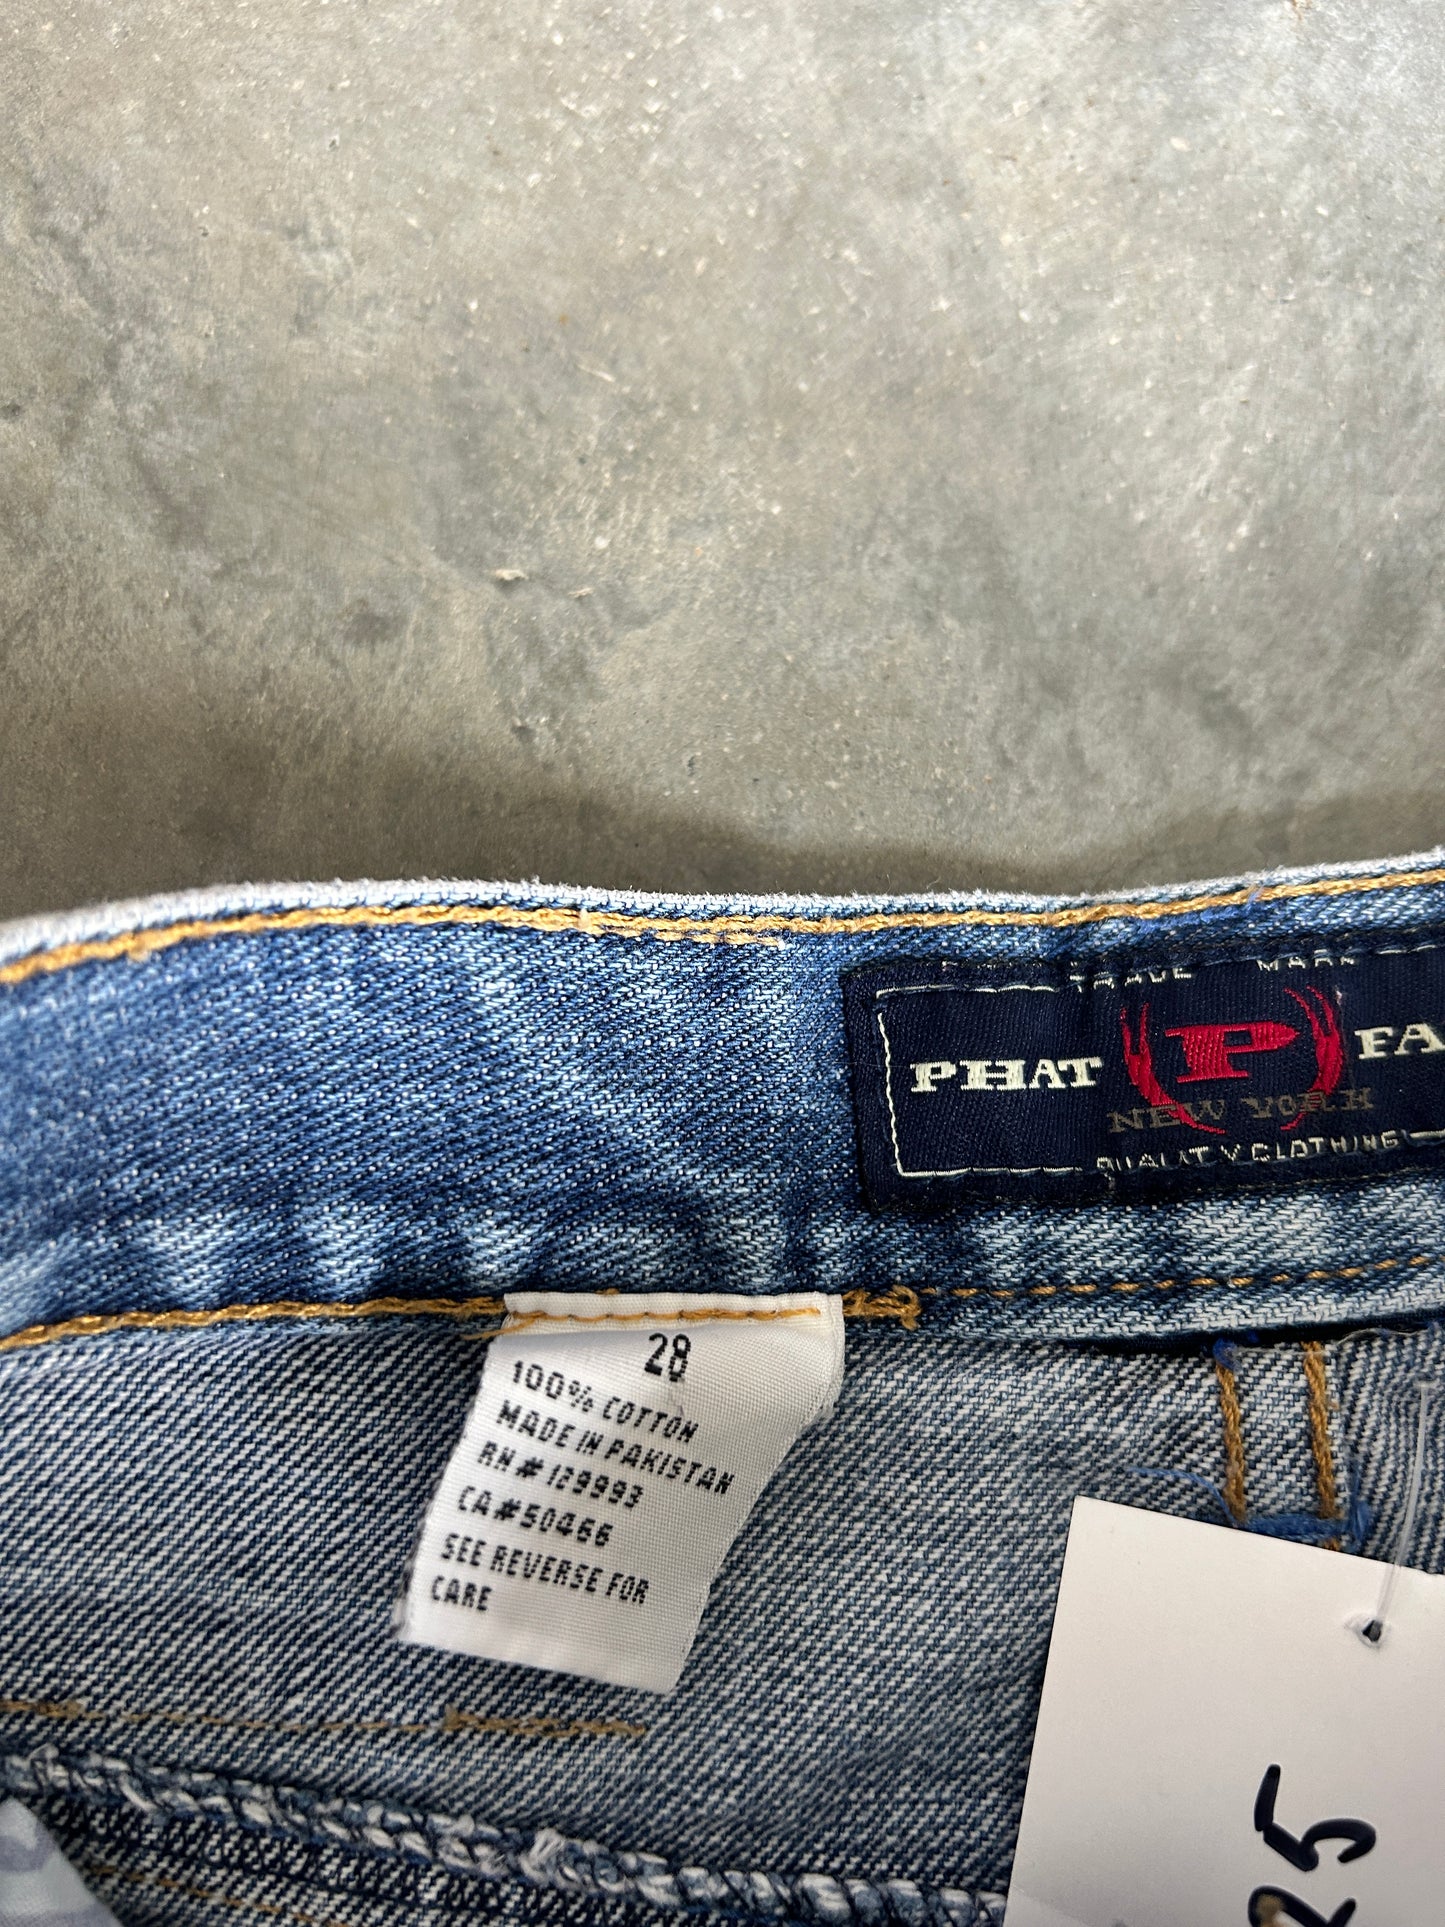 TRADE MARK
PHAT P FA
NEW YORK
QUALITY CLOTHING
28
100% COTTON
MADE IN PAKISTAN
RN#129993
CA#50466
SEE REVERSE FOR
CARE
25